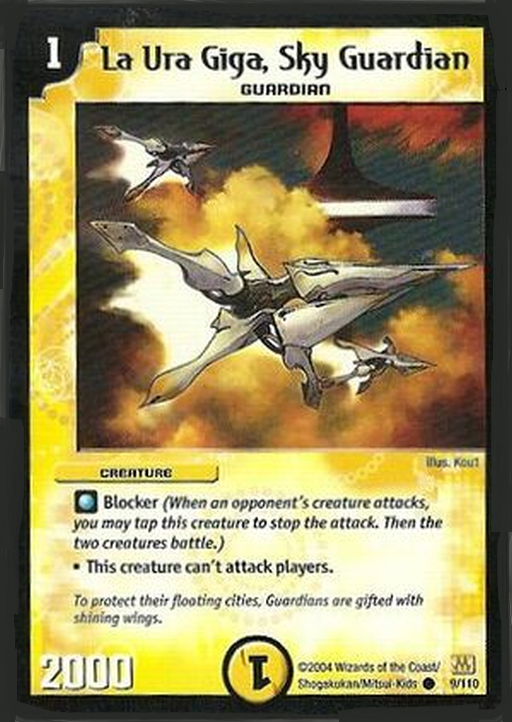 1
La Ura Giga, Sky Guardian
GUARDIAN
illus. Kou1
CREATURE
Blocker (When an opponent's creature attacks,
you may tap this creature to stop the attack. Then the
two creatures battle.)
▪ This creature can't attack players.
To protect their floating cities, Guardians are gifted with
shining wings.
2000
1
©2004 Wizards of the Coast/
Shogakukan/Mitsui-Kids ● 9/110